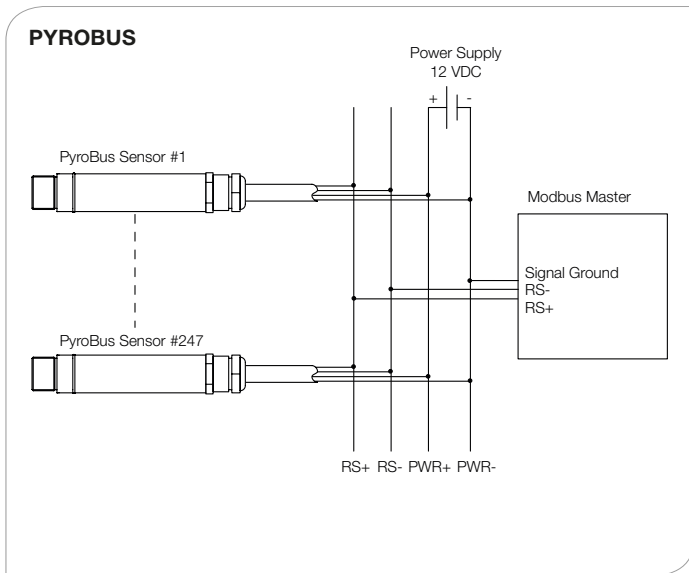 PYROBUS
Power Supply
12 VDC
+ -
PyroBus Sensor #1
Modbus Master
Signal Ground
RS-
RS+
PyroBus Sensor #247
RS+ RS- PWR+ PWR-